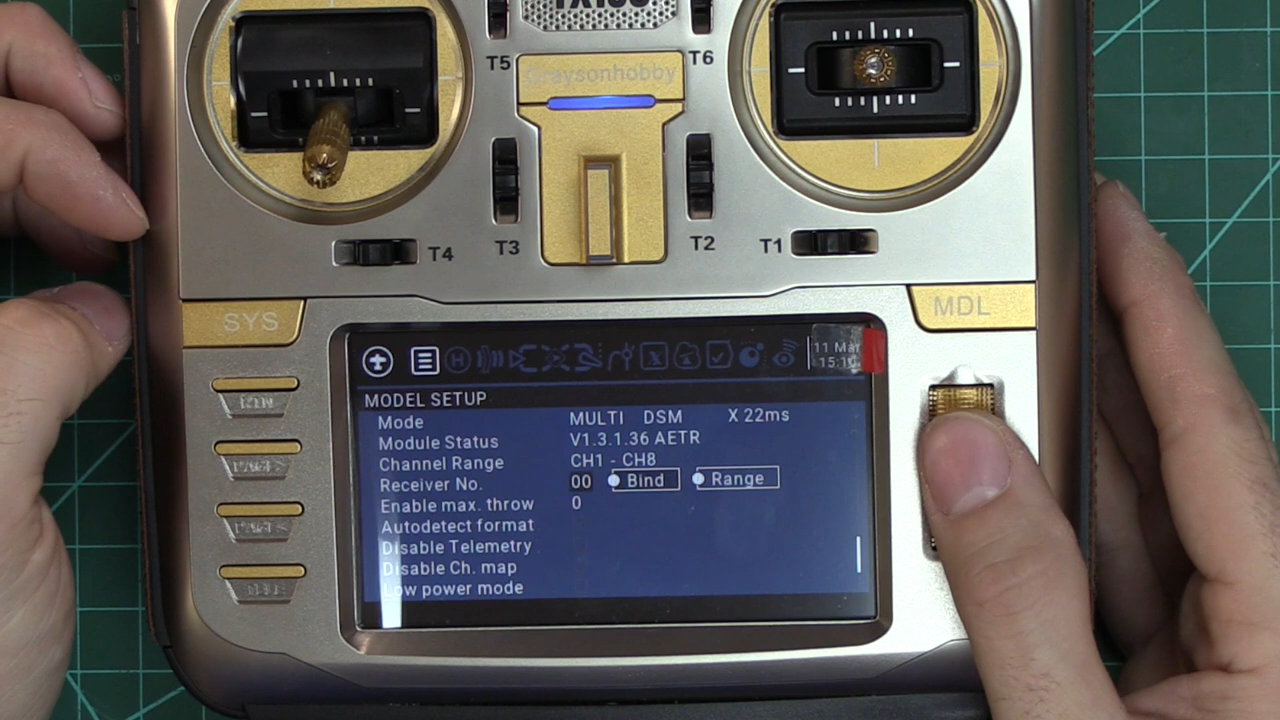 T5
T6
Graysonhobby
T4
T3
T2
T1
SYS
MDL
RTN
11 Mar
MODEL SETUP
Mode MULTI DSM X 22ms
Module Status V1.3.1.36 AETR
Channel Range CH1 - CH8
Receiver No. 00 Bind Range
Enable max. throw 0
Autodetect format
Disable Telemetry
Disable Ch. map
Low power mode